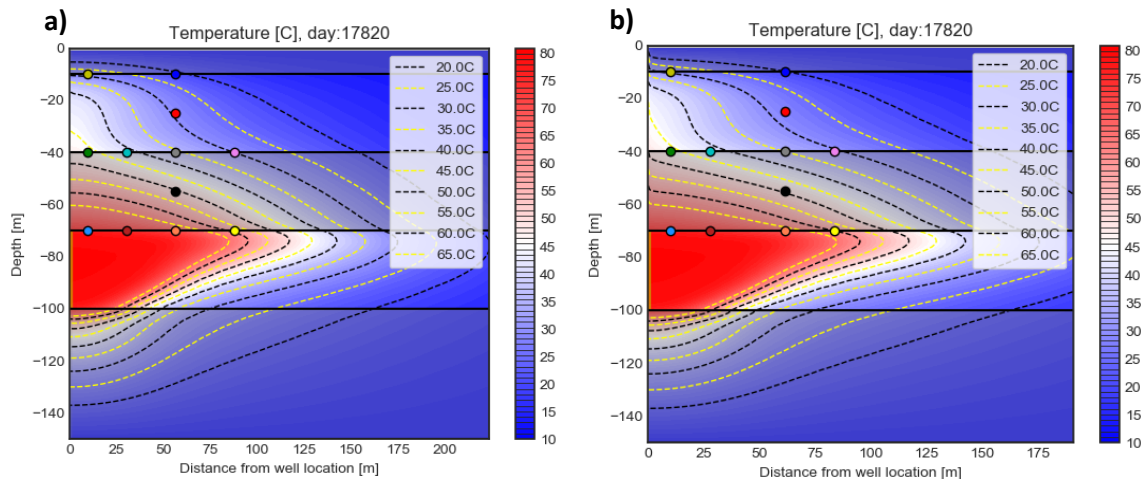 a)
Temperature [C], day:17820
0
−20
−40
−60
−80
−100
−120
−140
Depth [m]
0
25
50
75
100
125
150
175
200
Distance from well location [m]
20.0C
25.0C
30.0C
35.0C
40.0C
45.0C
50.0C
55.0C
60.0C
65.0C
80
75
70
65
60
55
50
45
40
35
30
25
20
15
10
b)
Temperature [C], day:17820
0
−20
−40
−60
−80
−100
−120
−140
Depth [m]
0
25
50
75
100
125
150
175
Distance from well location [m]
20.0C
25.0C
30.0C
35.0C
40.0C
45.0C
50.0C
55.0C
60.0C
65.0C
80
75
70
65
60
55
50
45
40
35
30
25
20
15
10